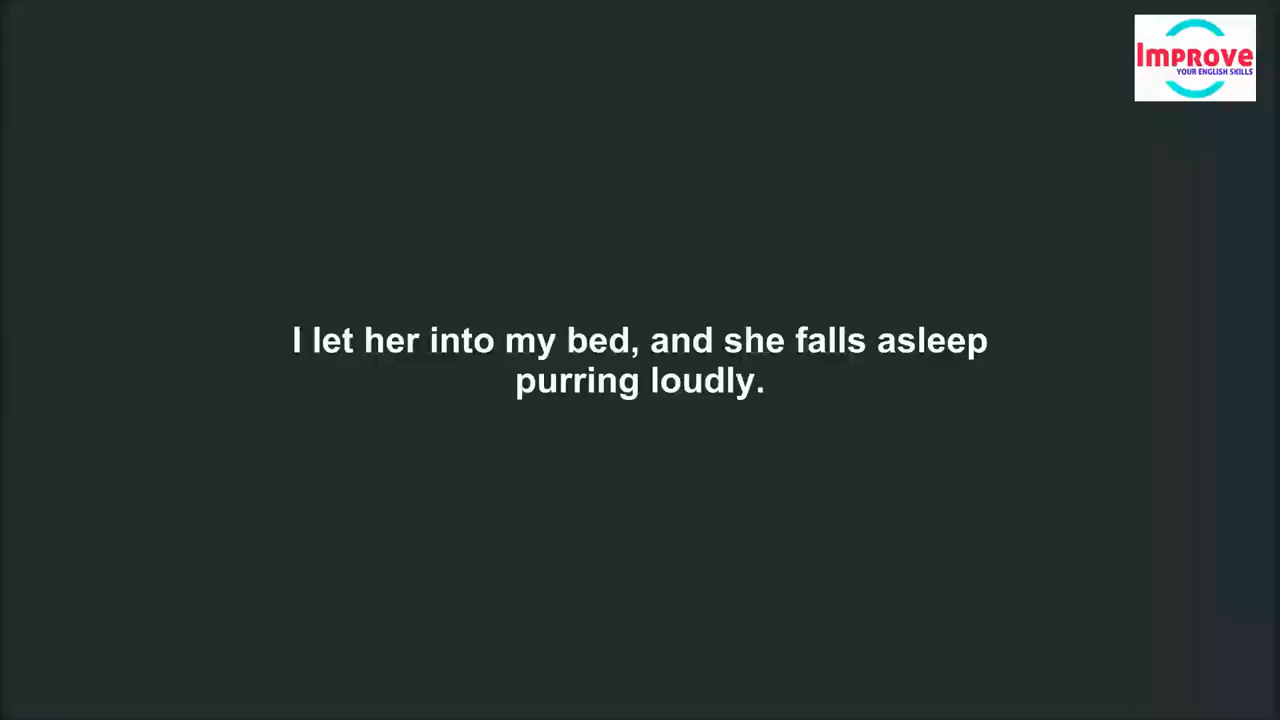 Improve
YOUR ENGLISH SKILLS
I let her into my bed, and she falls asleep
purring loudly.